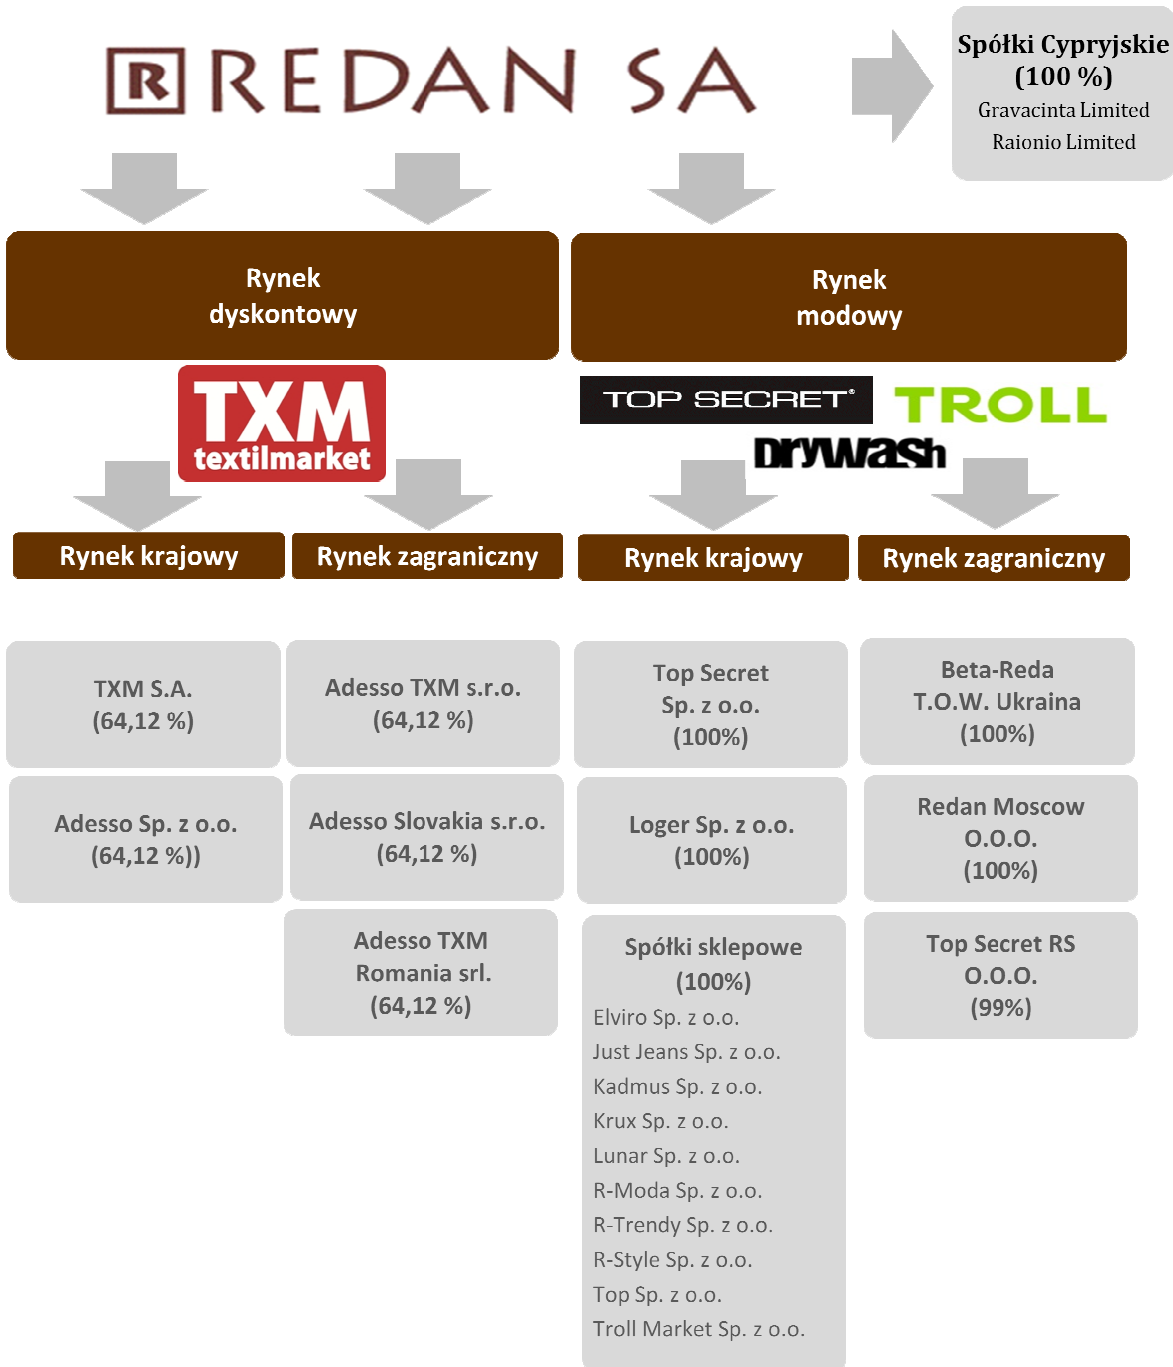 R REDAN SA
Spółki Cypryjskie
(100 %)
Gravacinta Limited
Raionio Limited
Rynek
dyskontowy
Rynek
modowy
TXM
textilmarket
TOP SECRET®
TROLL
DryWash
Rynek krajowy
Rynek zagraniczny
Rynek krajowy
Rynek zagraniczny
TXM S.A.
(64,12 %)
Adesso Sp. z o.o.
(64,12 %))
Adesso TXM s.r.o.
(64,12 %)
Adesso Slovakia s.r.o.
(64,12 %)
Adesso TXM
Romania srl.
(64,12 %)
Top Secret
Sp. z o.o.
(100%)
Loger Sp. z o.o.
(100%)
Spółki sklepowe
(100%)
Elviro Sp. z o.o.
Just Jeans Sp. z o.o.
Kadmus Sp. z o.o.
Krux Sp. z o.o.
Lunar Sp. z o.o.
R-Moda Sp. z o.o.
R-Trendy Sp. z o.o.
R-Style Sp. z o.o.
Top Sp. z o.o.
Troll Market Sp. z o.o.
Beta-Reda
T.O.W. Ukraina
(100%)
Redan Moscow
O.O.O.
(100%)
Top Secret RS
O.O.O.
(99%)